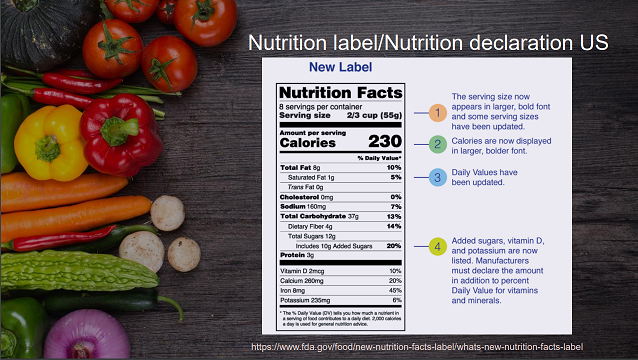 Nutrition label/Nutrition declaration US
New Label
Nutrition Facts
8 servings per container
Serving size 2/3 cup (55g)
Amount per serving
Calories 230
% Daily Value*
Total Fat 8g 10%
Saturated Fat 1g 5%
Trans Fat 0g
Cholesterol 0mg 0%
Sodium 160mg 7%
Total Carbohydrate 37g 13%
Dietary Fiber 4g 14%
Total Sugars 12g
Includes 10g Added Sugars 20%
Protein 3g
Vitamin D 2mcg 10%
Calcium 260mg 20%
Iron 8mg 45%
Potassium 235mg 6%
* The % Daily Value (DV) tells you how much a nutrient in
a serving of food contributes to a daily diet. 2,000 calories
a day is used for general nutrition advice.
1
The serving size now
appears in larger, bold font
and some serving sizes
have been updated.
2
Calories are now displayed
in larger, bolder font.
3
Daily Values have
been updated.
4
Added sugars, vitamin D,
and potassium are now
listed. Manufacturers
must declare the amount
in addition to percent
Daily Value for vitamins
and minerals.
https://www.fda.gov/food/new-nutrition-facts-label/whats-new-nutrition-facts-label